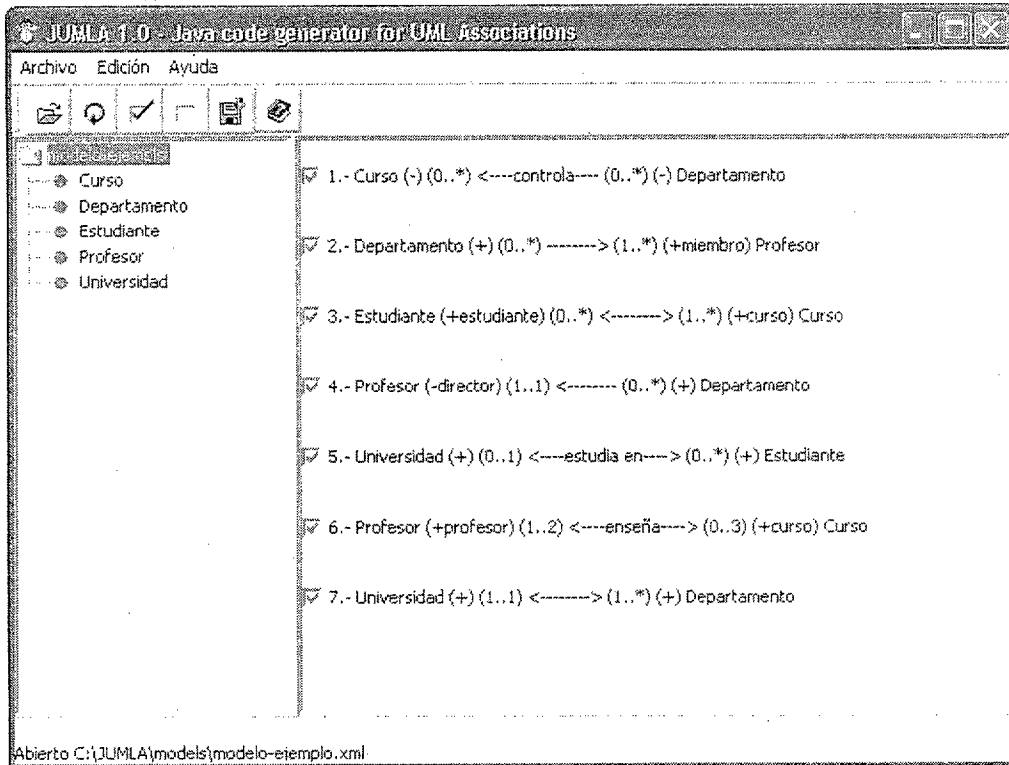 JUMLA 1.0 - Java code generator for UML Associations
Archivo Edición Ayuda
modelo-ejemplo
Curso
Departamento
Estudiante
Profesor
Universidad
1.- Curso (-) (0..*) <----controla---- (0..*) (-) Departamento
2.- Departamento (+) (0..*) --------> (1..*) (+miembro) Profesor
3.- Estudiante (+estudiante) (0..*) <--------> (1..*) (+curso) Curso
4.- Profesor (-director) (1..1) <-------- (0..*) (+) Departamento
5.- Universidad (+) (0..1) <----estudia en----> (0..*) (+) Estudiante
6.- Profesor (+profesor) (1..2) <----enseña----> (0..3) (+curso) Curso
7.- Universidad (+) (1..1) <--------> (1..*) (+) Departamento
Abierto C:\JUMLA\models\modelo-ejemplo.xml